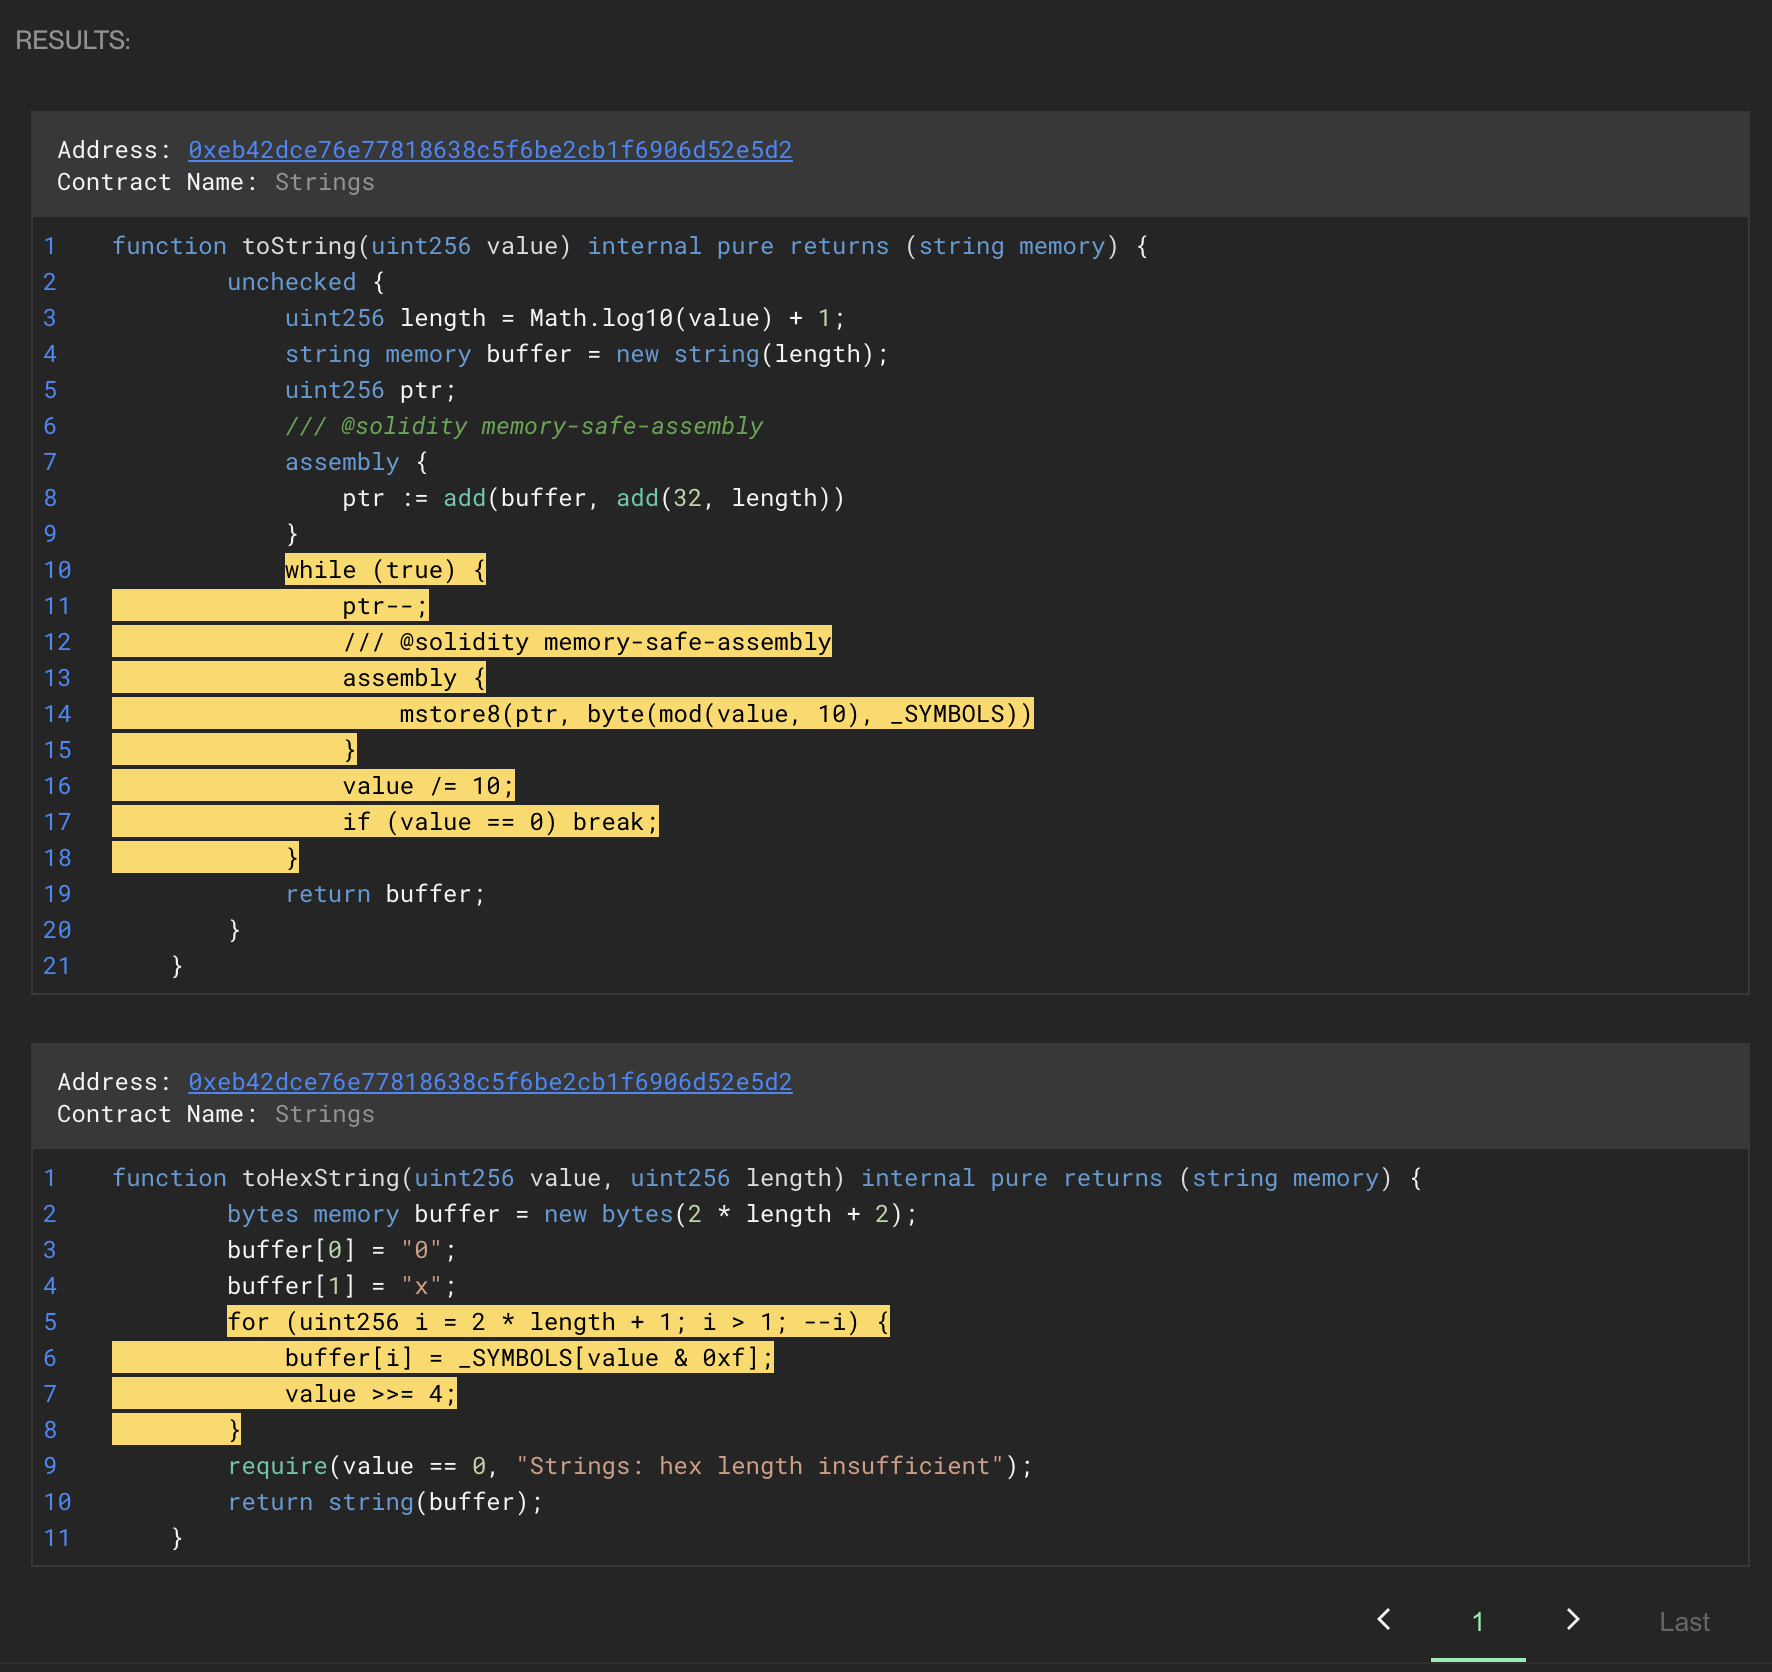 RESULTS:
Address: 0xeb42dce76e77818638c5f6be2cb1f6906d52e5d2
Contract Name: Strings
1 function toString(uint256 value) internal pure returns (string memory) {
2 unchecked {
3 uint256 length = Math.log10(value) + 1;
4 string memory buffer = new string(length);
5 uint256 ptr;
6 /// @solidity memory-safe-assembly
7 assembly {
8 ptr := add(buffer, add(32, length))
9 }
10 while (true) {
11 ptr--;
12 /// @solidity memory-safe-assembly
13 assembly {
14 mstore8(ptr, byte(mod(value, 10), _SYMBOLS))
15 }
16 value /= 10;
17 if (value == 0) break;
18 }
19 return buffer;
20 }
21 }
Address: 0xeb42dce76e77818638c5f6be2cb1f6906d52e5d2
Contract Name: Strings
1 function toHexString(uint256 value, uint256 length) internal pure returns (string memory) {
2 bytes memory buffer = new bytes(2 * length + 2);
3 buffer[0] = "0";
4 buffer[1] = "x";
5 for (uint256 i = 2 * length + 1; i > 1; --i) {
6 buffer[i] = _SYMBOLS[value & 0xf];
7 value >>= 4;
8 }
9 require(value == 0, "Strings: hex length insufficient");
10 return string(buffer);
11 }
1 Last